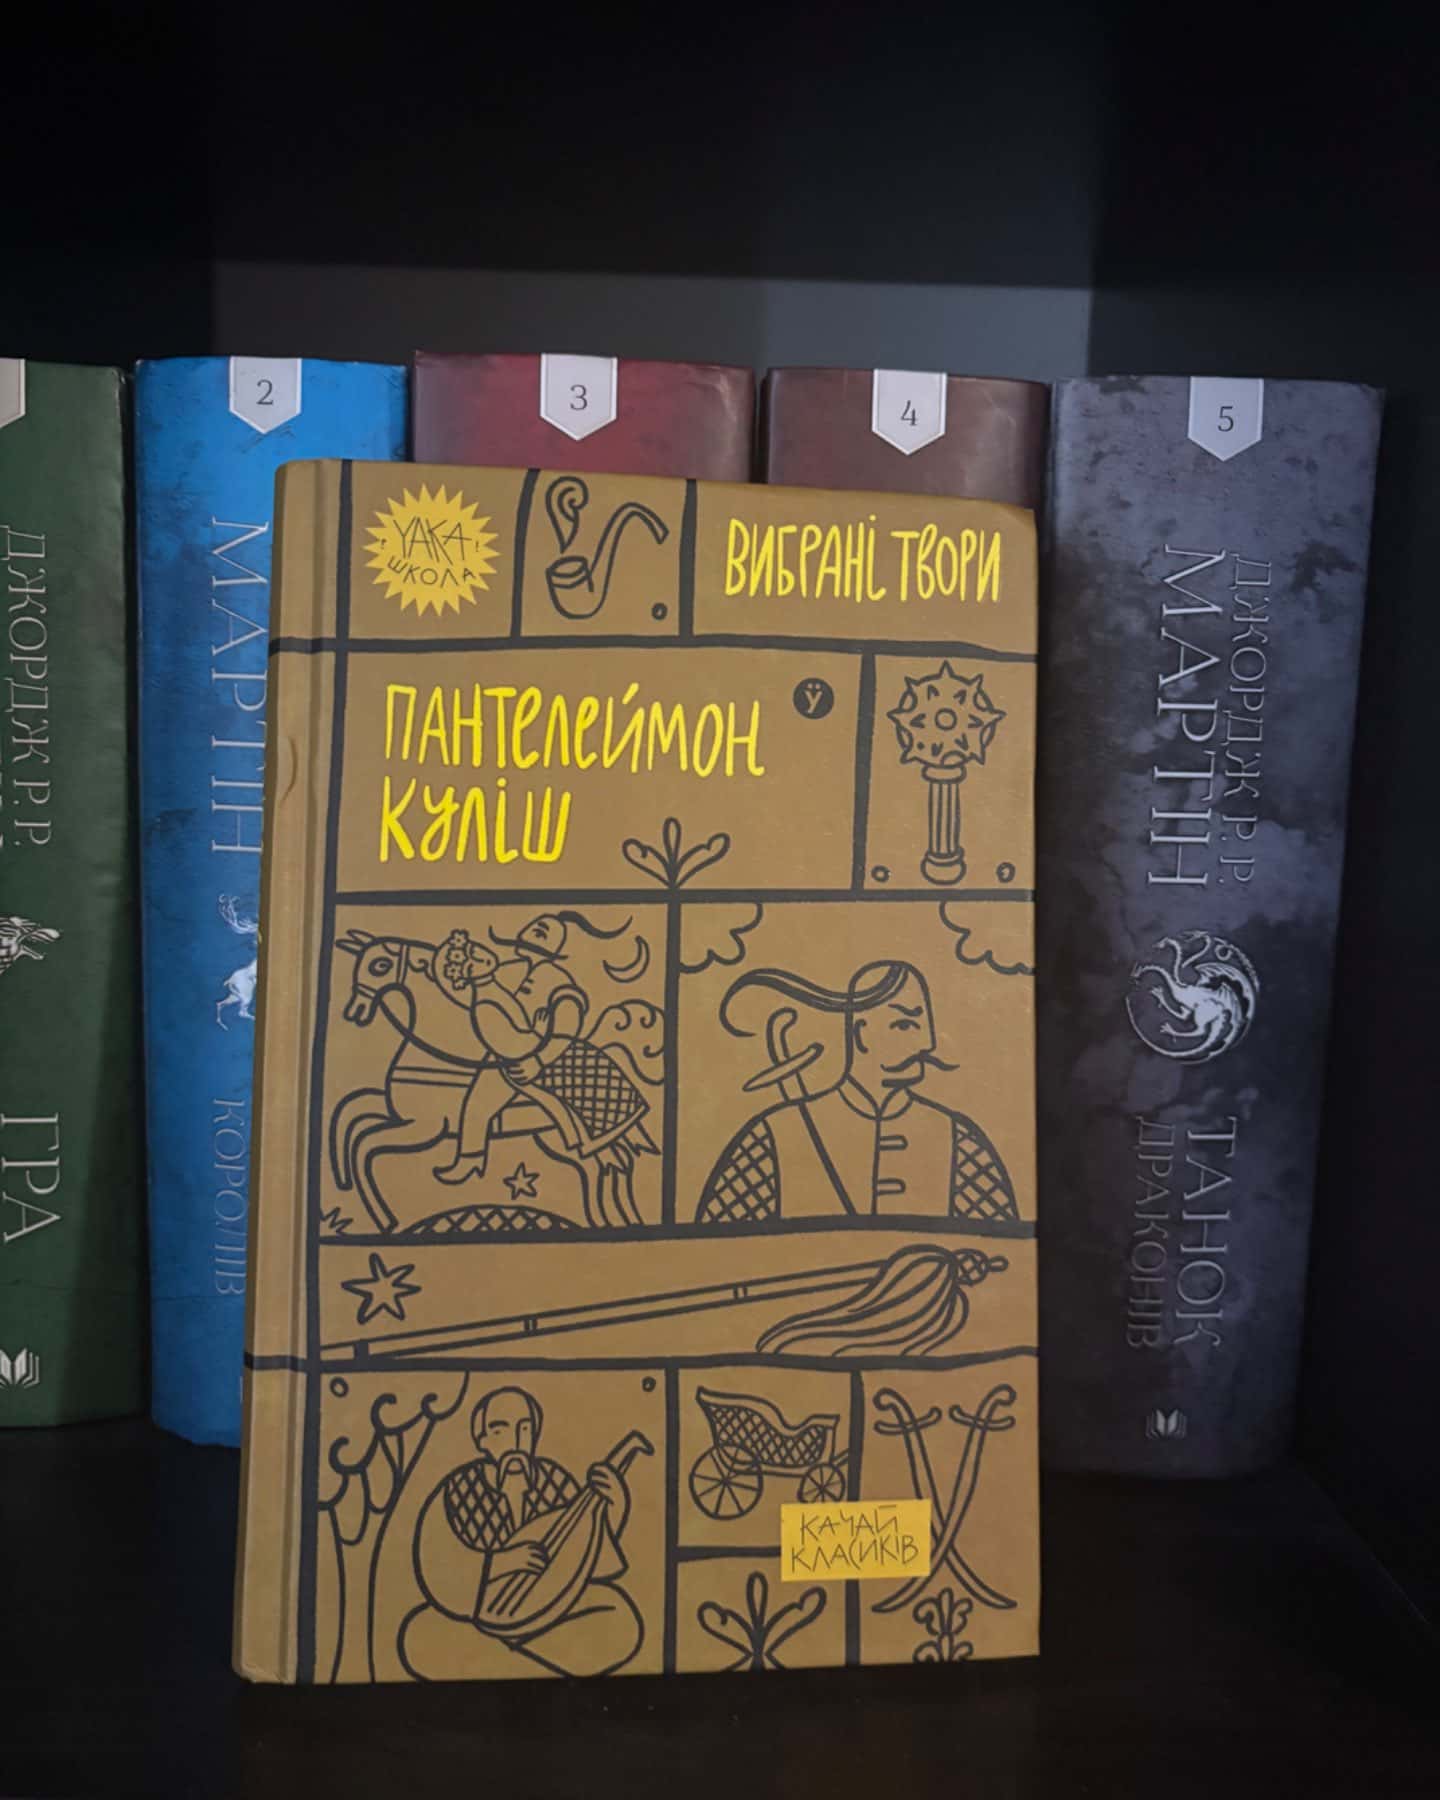 2
3
4
5
ДЖОРДЖ Р. Р.
ГРА
МАРТІН
КОРОЛІВ
! УАКА !
ШКОЛА
ВИБРАНІ ТВОРИ
ПАНТЕЛЕЙМОН
КУЛІШ
Ў
КАЧАЙ
КЛАСИКІВ
ДЖОРДЖ Р. Р.
МАРТІН
ТАНОК
ДРАКОНІВ